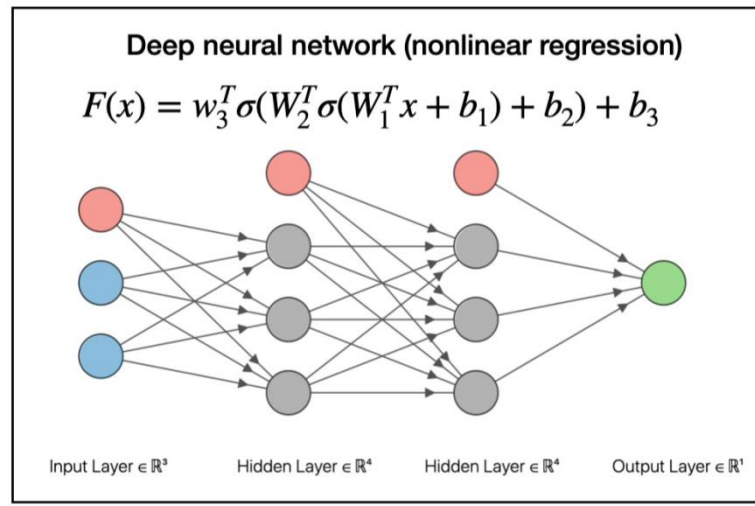 Deep neural network (nonlinear regression)
F(x) = w₃ᵀσ(W₂ᵀσ(W₁ᵀx + b₁) + b₂) + b₃
Input Layer ∈ ℝ³ Hidden Layer ∈ ℝ⁴ Hidden Layer ∈ ℝ⁴ Output Layer ∈ ℝ¹